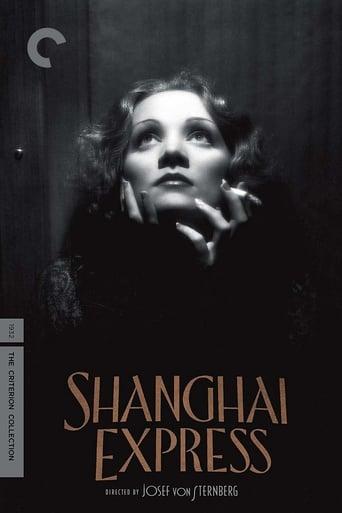 1932
THE CRITERION COLLECTION
SHANGHAI
EXPRESS
DIRECTED BY JOSEF VON STERNBERG